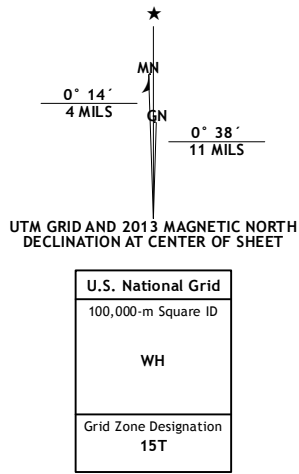 ★
MN
0° 14´
4 MILS
GN
0° 38´
11 MILS
UTM GRID AND 2013 MAGNETIC NORTH
DECLINATION AT CENTER OF SHEET
U.S. National Grid
100,000-m Square ID
WH
Grid Zone Designation
15T